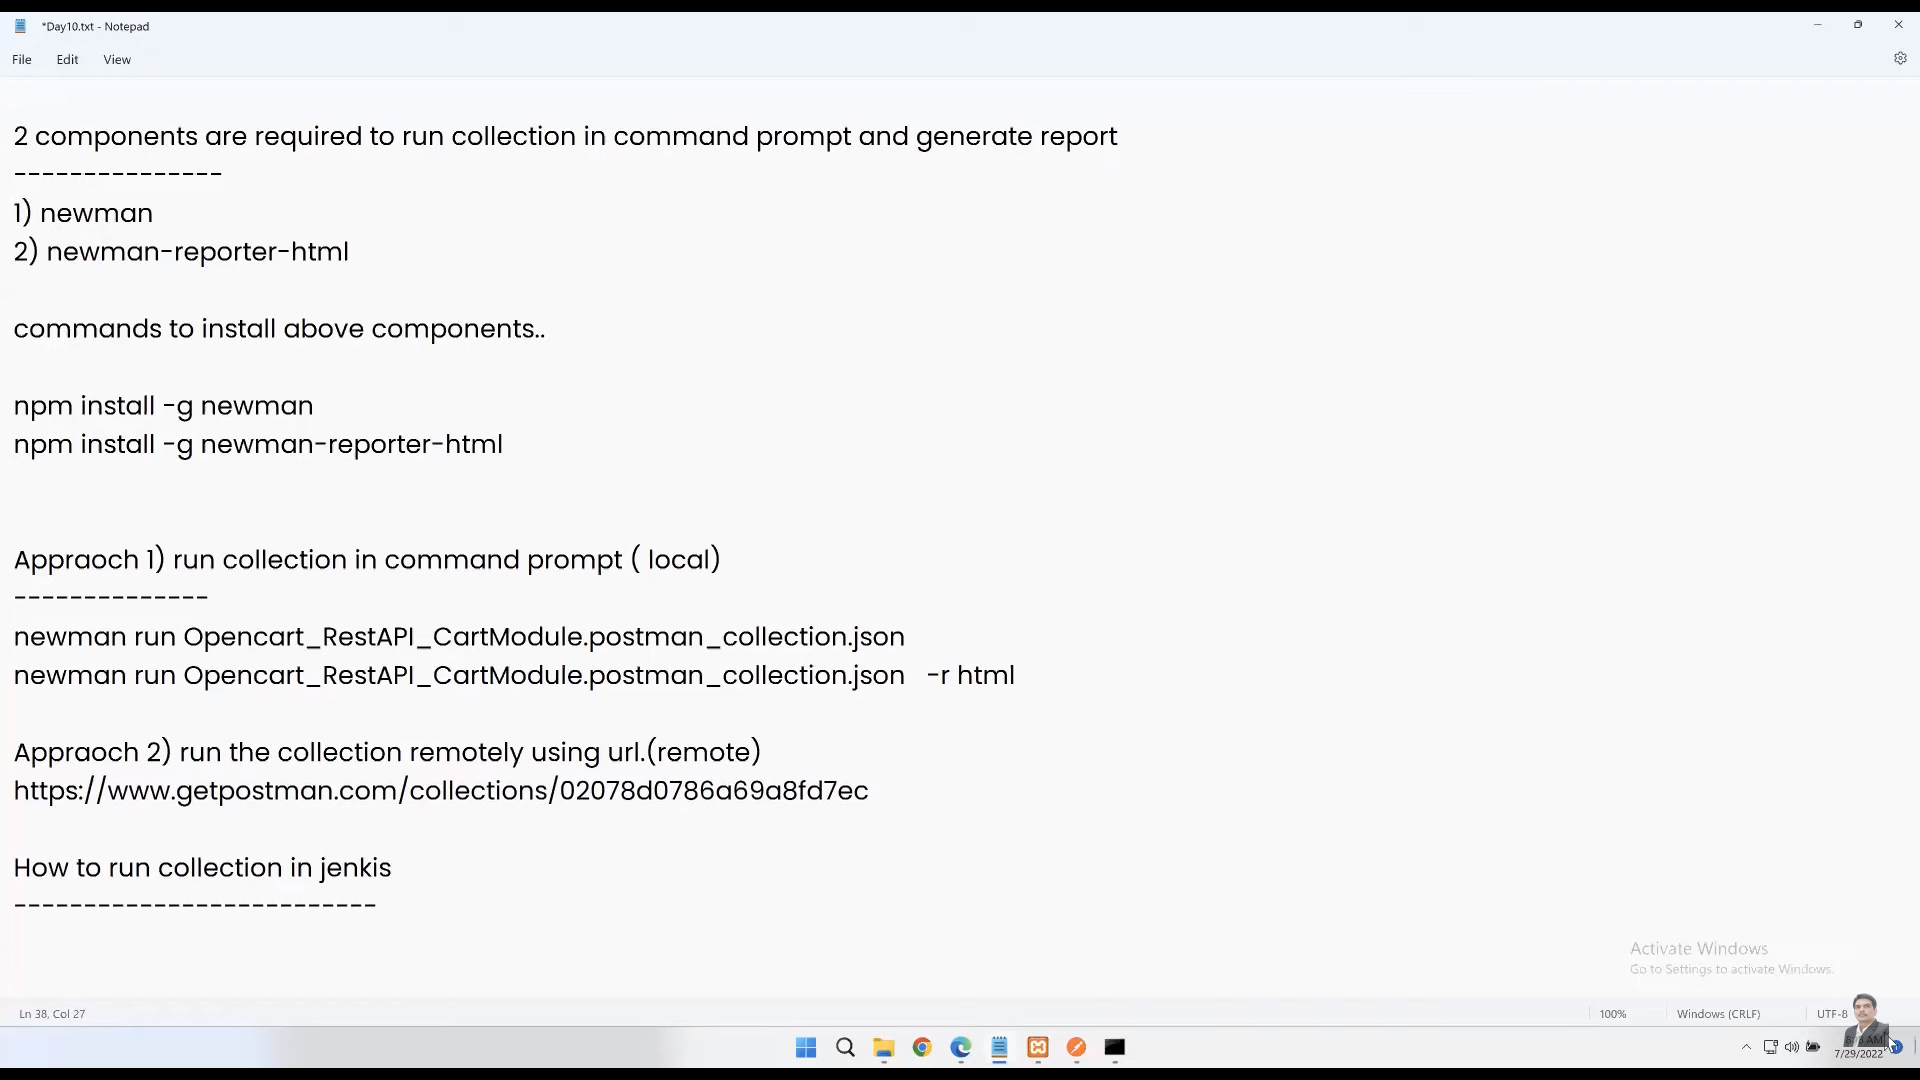 *Day10.txt - Notepad
File Edit View
2 components are required to run collection in command prompt and generate report
---------------
1) newman
2) newman-reporter-html
commands to install above components..
npm install -g newman
npm install -g newman-reporter-html
Appraoch 1) run collection in command prompt ( local)
--------------
newman run Opencart_RestAPI_CartModule.postman_collection.json
newman run Opencart_RestAPI_CartModule.postman_collection.json   -r html
Appraoch 2) run the collection remotely using url.(remote)
https://www.getpostman.com/collections/02078d0786a69a8fd7ec
How to run collection in jenkis
--------------------------
Activate Windows
Go to Settings to activate Windows.
Ln 38, Col 27 100% Windows (CRLF) UTF-8
AM
7/29/2022